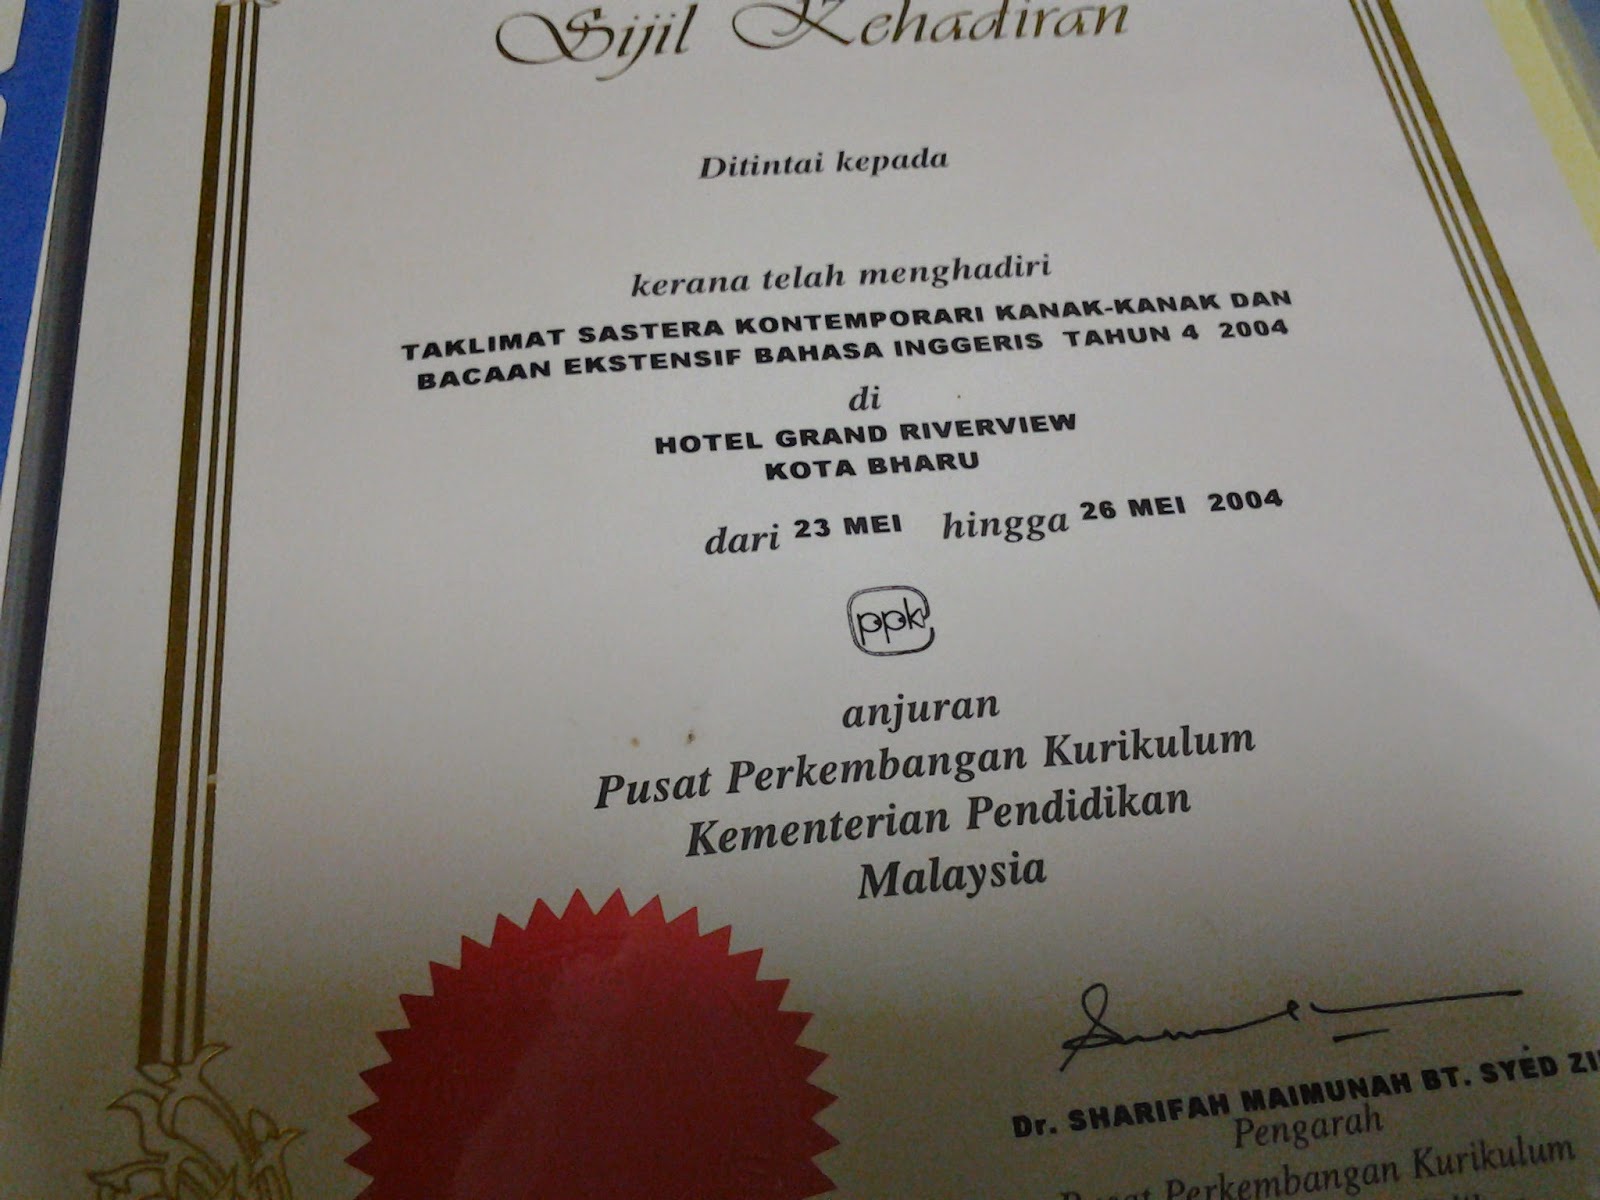 Sijil Kehadiran
Ditintai kepada
kerana telah menghadiri
TAKLIMAT SASTERA KONTEMPORARI KANAK-KANAK DAN
BACAAN EKSTENSIF BAHASA INGGERIS TAHUN 4 2004
di
HOTEL GRAND RIVERVIEW
KOTA BHARU
dari 23 MEI hingga 26 MEI 2004
ppk
anjuran
Pusat Perkembangan Kurikulum
Kementerian Pendidikan
Malaysia
Dr. SHARIFAH MAIMUNAH BT. SYED
Pengarah
Pusat Perkembangan Kurikulum